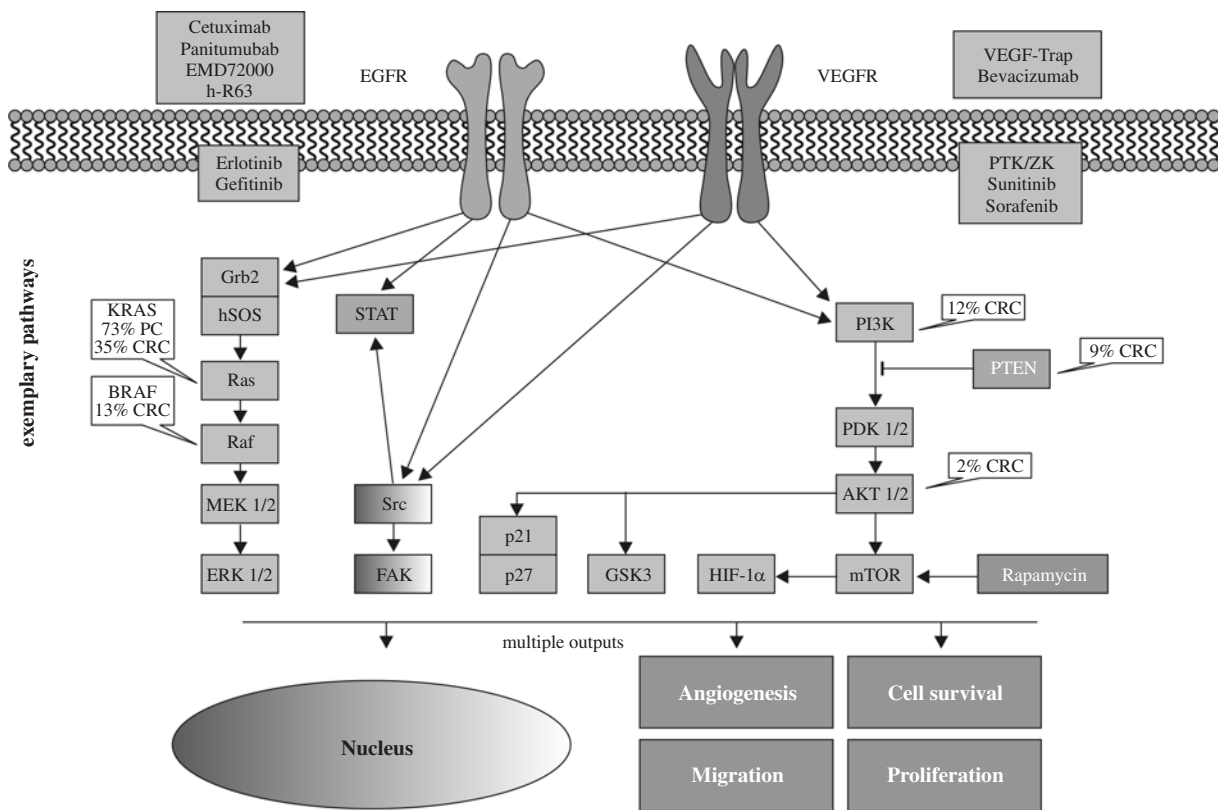 Cetuximab
Panitumubab
EMD72000
h-R63
EGFR
VEGFR
VEGF-Trap
Bevacizumab
Erlotinib
Gefitinib
PTK/ZK
Sunitinib
Sorafenib
exemplary pathways
Grb2
hSOS
STAT
PI3K
12% CRC
KRAS
73% PC
35% CRC
Ras
PTEN
9% CRC
BRAF
13% CRC
Raf
PDK 1/2
2% CRC
MEK 1/2
Src
AKT 1/2
p21
p27
ERK 1/2
FAK
GSK3
HIF-1α
mTOR
Rapamycin
multiple outputs
Angiogenesis
Cell survival
Nucleus
Migration
Proliferation